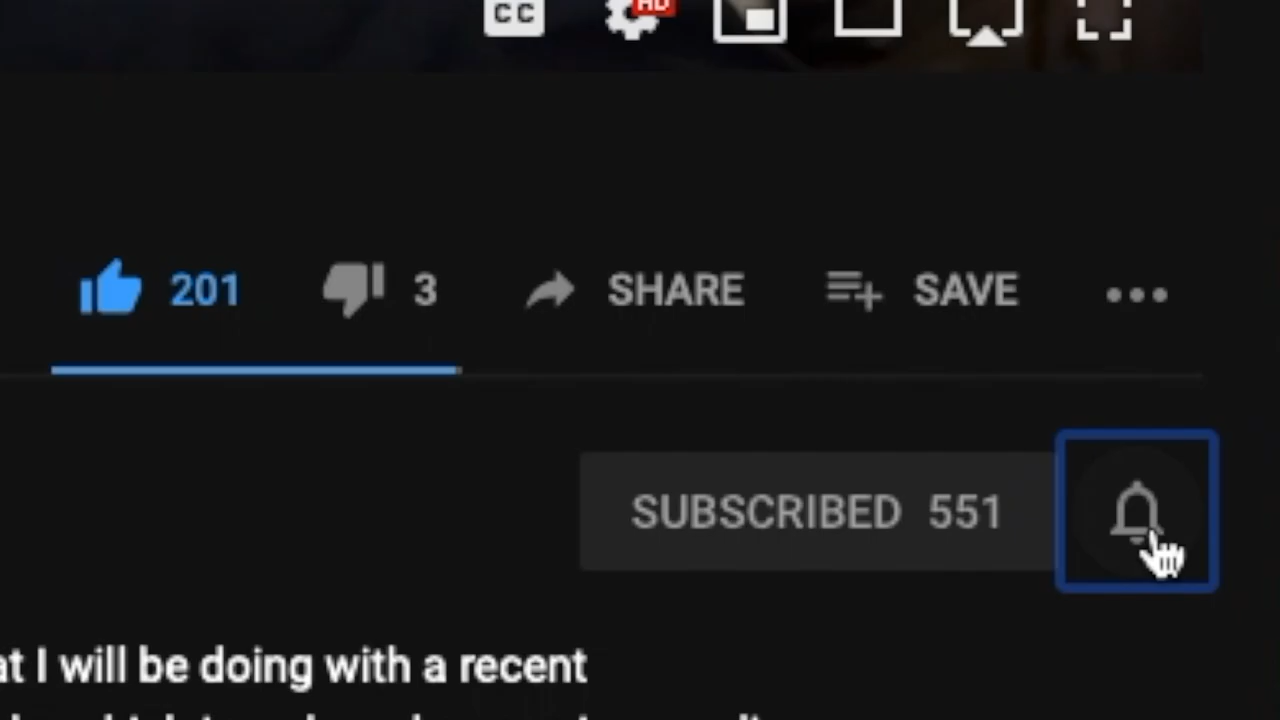 CC HD
201 3 SHARE SAVE
SUBSCRIBED 551
at I will be doing with a recent